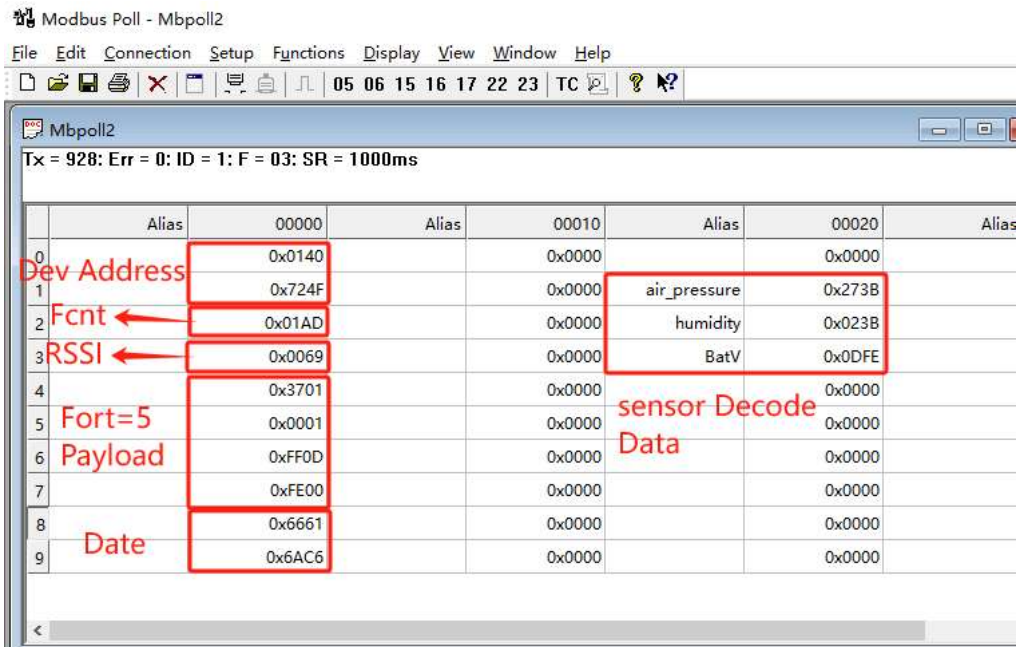 Modbus Poll - Mbpoll2
File Edit Connection Setup Functions Display View Window Help
05 06 15 16 17 22 23 TC
Mbpoll2
Tx = 928: Err = 0: ID = 1: F = 03: SR = 1000ms
Alias 00000 Alias 00010 Alias 00020 Alias
0 0x0140 0x0000 0x0000
Dev Address
1 0x724F 0x0000 air_pressure 0x273B
2 Fcnt 0x01AD 0x0000 humidity 0x023B
3 RSSI 0x0069 0x0000 BatV 0x0DFE
4 0x3701 0x0000 0x0000
5 Fort=5 0x0001 0x0000 sensor Decode 0x0000
6 Payload 0xFF0D 0x0000 Data 0x0000
7 0xFE00 0x0000 0x0000
8 0x6661 0x0000 0x0000
Date
9 0x6AC6 0x0000 0x0000